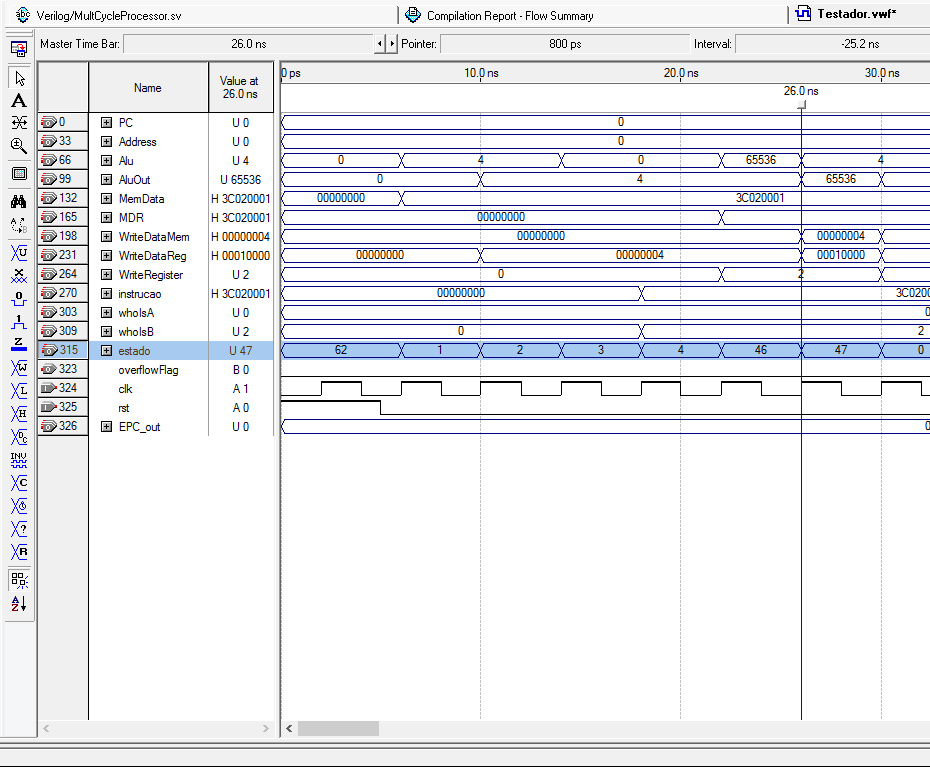 Verilog/MultCycleProcessor.sv Compilation Report - Flow Summary Testador.vwf*
Master Time Bar: 26.0 ns Pointer: 800 ps Interval: -25.2 ns
Name Value at 26.0 ns 0 ps 10.0 ns 20.0 ns 30.0 ns
26.0 ns
0 PC U 0 0
33 Address U 0 0
66 Alu U 4 0 4 0 65536 4
99 AluOut U 65536 0 4 65536
132 MemData H 3C020001 00000000 3C020001
165 MDR H 3C020001 00000000
198 WriteDataMem H 00000004 00000000 00000004
231 WriteDataReg H 00010000 00000000 00000004 00010000
264 WriteRegister U 2 0 2
270 instrucao H 3C020001 00000000 3C020
303 whoIsA U 0 0
309 whoIsB U 2 0 2
315 estado U 47 62 1 2 3 4 46 47 0
323 overflowFlag B 0
324 clk A 1
325 rst A 0
326 EPC_out U 0 0